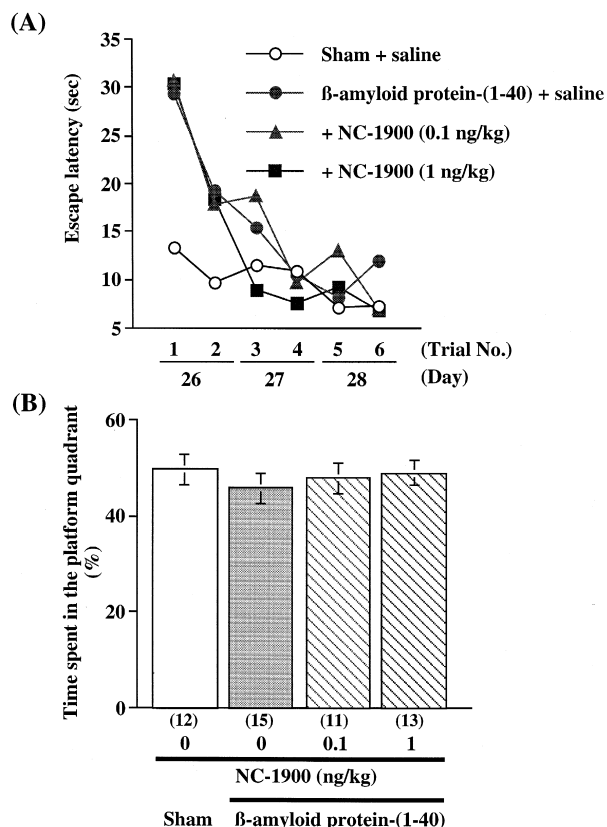 (A)
Escape latency (sec)
35
30
25
20
15
10
5
Sham + saline
ß-amyloid protein-(1-40) + saline
+ NC-1900 (0.1 ng/kg)
+ NC-1900 (1 ng/kg)
1 2 3 4 5 6 (Trial No.)
26 27 28 (Day)
(B)
Time spent in the platform quadrant
(%)
60
40
20
0
(12) (15) (11) (13)
0 0 0.1 1
NC-1900 (ng/kg)
Sham ß-amyloid protein-(1-40)